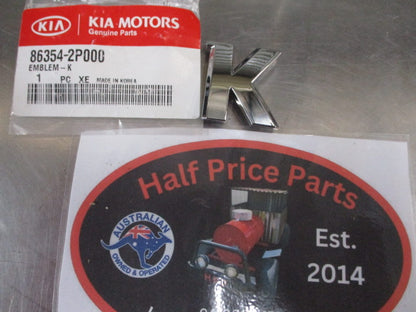 KIA
KIA MOTORS
Genuine Parts
86354-2P000
EMBLEM-K
1 PC XE MADE IN KOREA
K
Half Price Parts
AUSTRALIAN
OWNED & OPERATED
Est.
2014